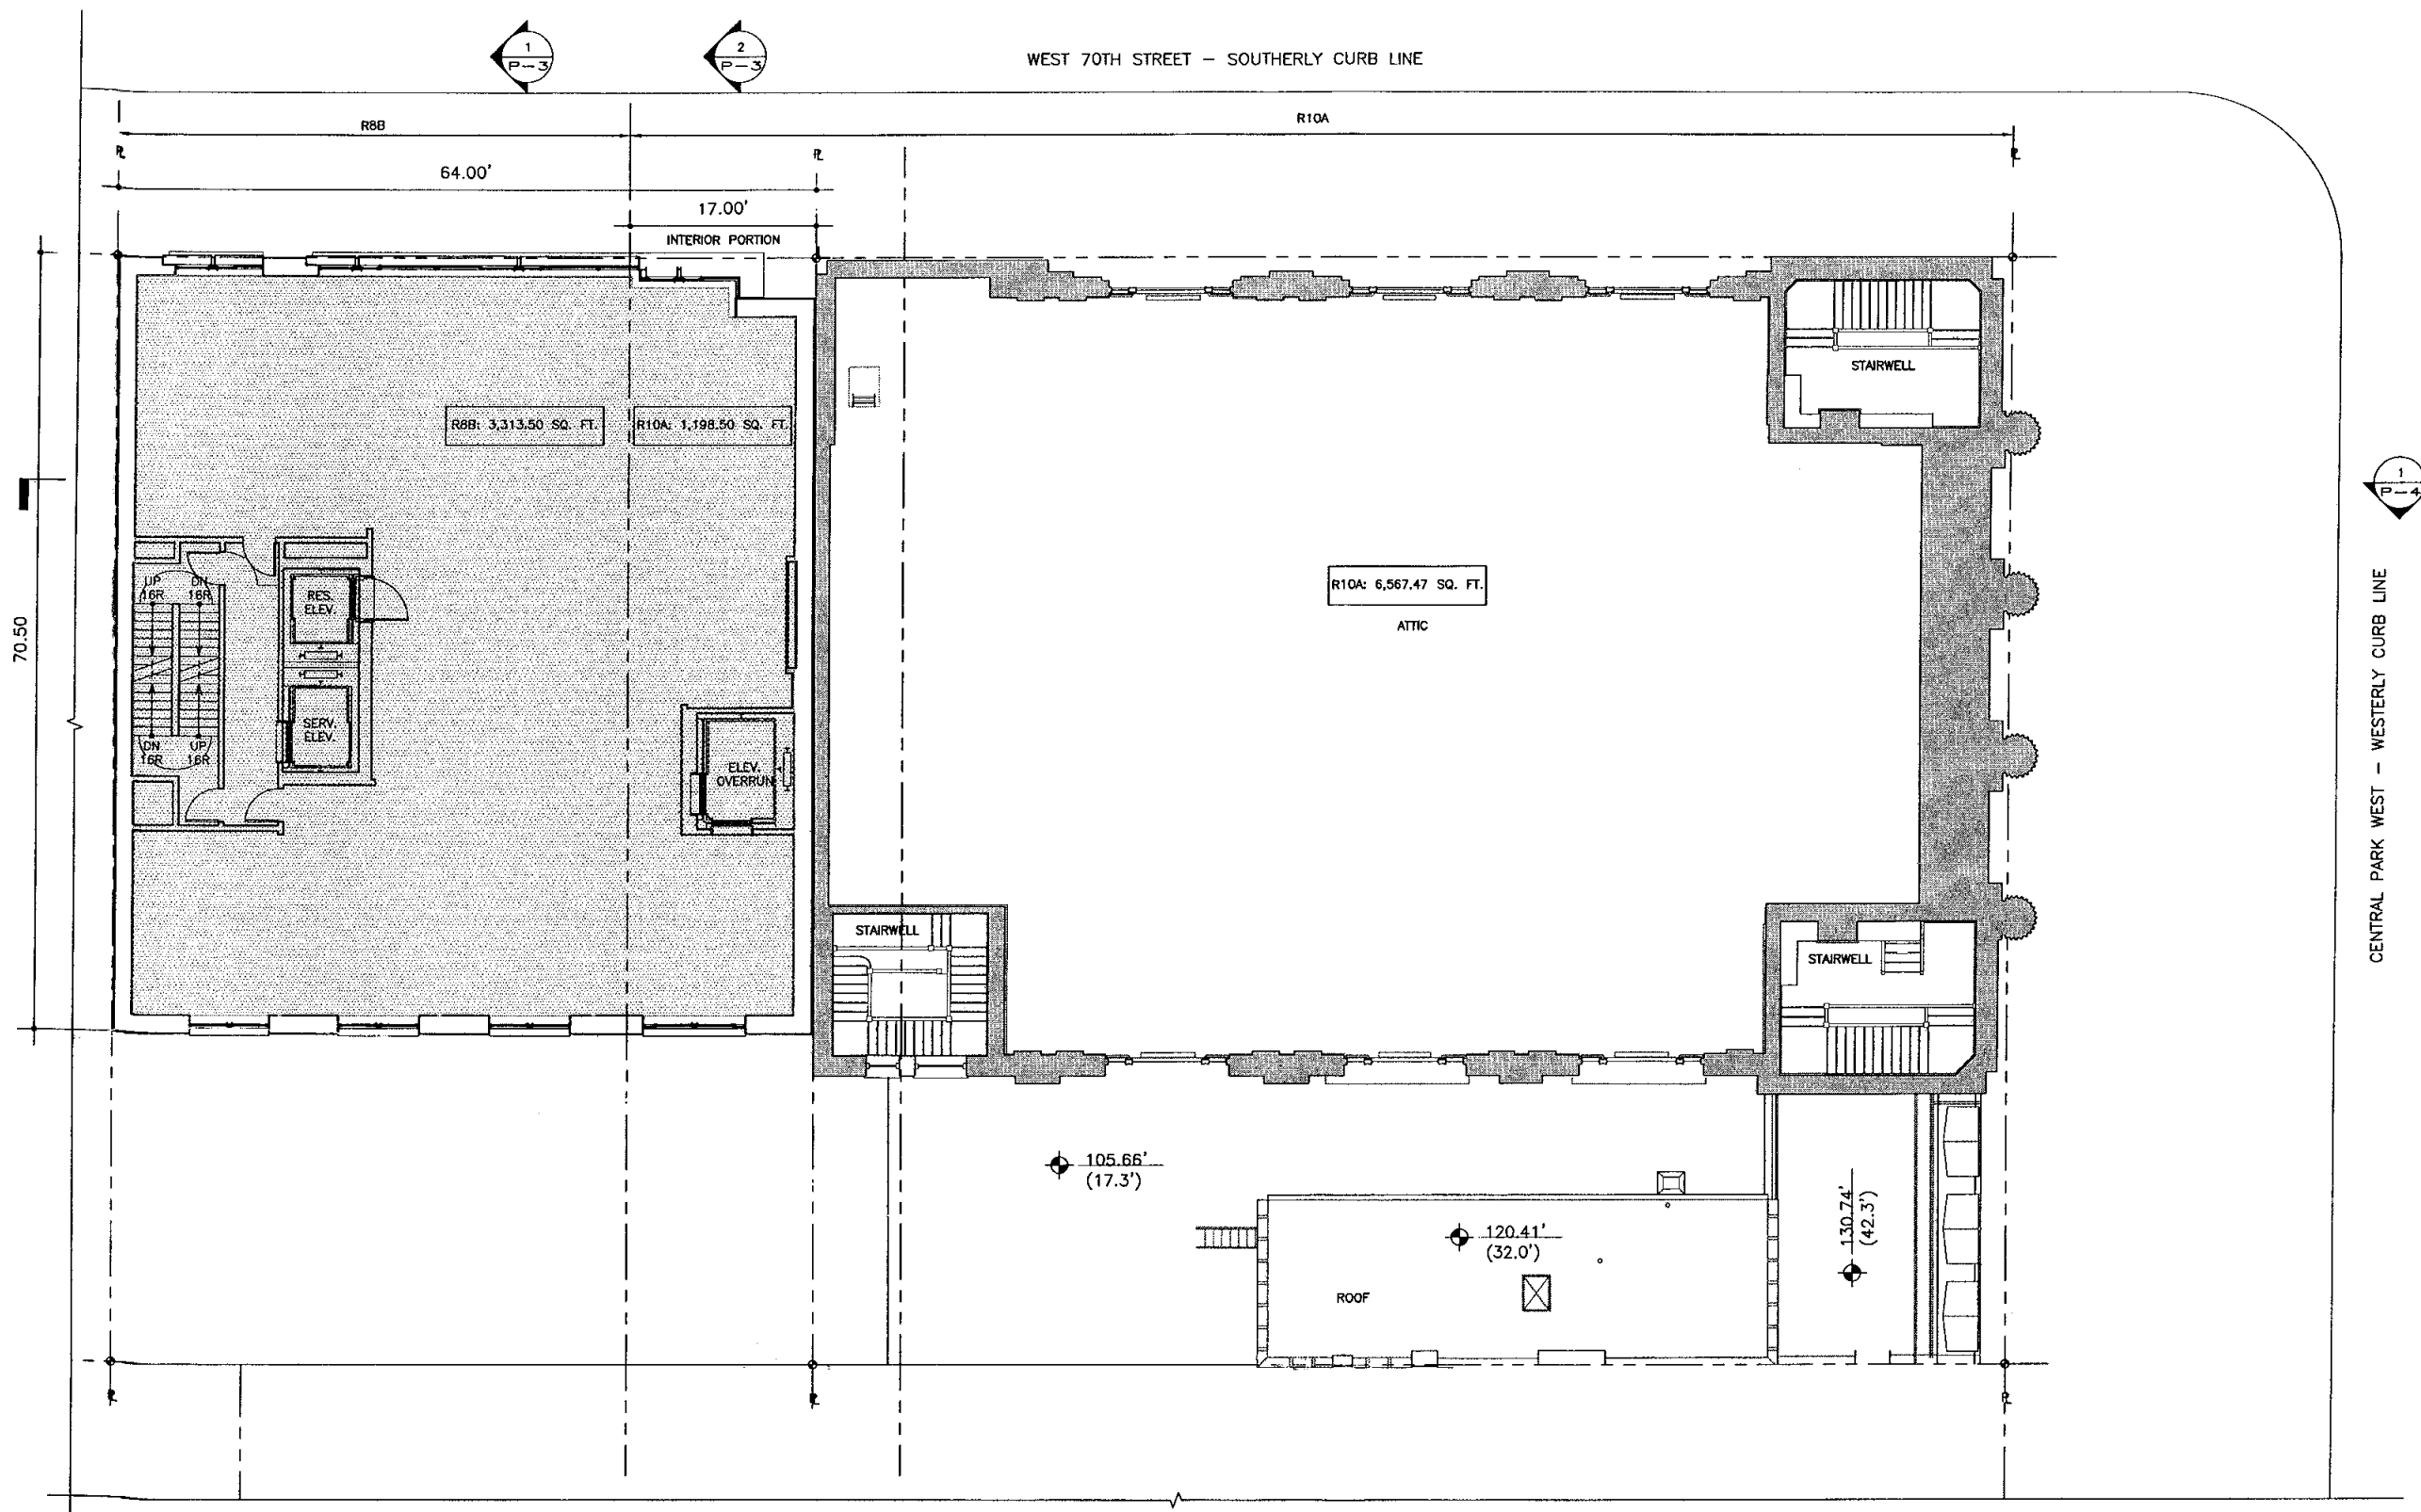 1
P-3
2
P-3
WEST 70TH STREET - SOUTHERLY CURB LINE
R8B
R10A
64.00'
17.00'
INTERIOR PORTION
STAIRWELL
R8B: 3,313.50 SQ. FT.
R10A: 1,198.50 SQ. FT.
1
P-4
R10A: 6,567.47 SQ. FT.
ATTIC
UP
16R
DN
16R
RES.
ELEV.
70.50
CENTRAL PARK WEST - WESTERLY CURB LINE
SERV.
ELEV.
DN
16R
UP
16R
ELEV.
OVERRUN
STAIRWELL
STAIRWELL
105.66'
(17.3')
120.41'
(32.0')
130.74'
(42.3')
ROOF